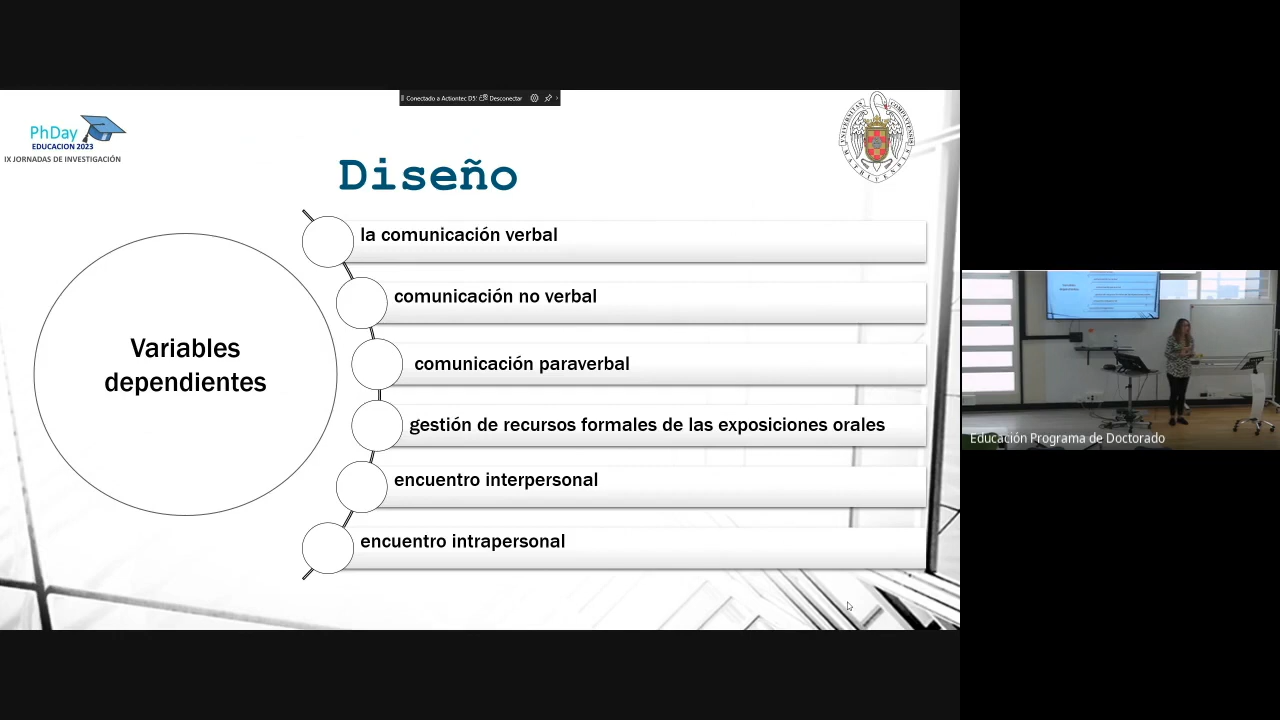 Conectado a Actiontec D5
Desconectar
PhDay
EDUCACION 2023
IX JORNADAS DE INVESTIGACIÓN
Diseño
Variables
dependientes
la comunicación verbal
comunicación no verbal
comunicación paraverbal
gestión de recursos formales de las exposiciones orales
encuentro interpersonal
encuentro intrapersonal
Educación Programa de Doctorado